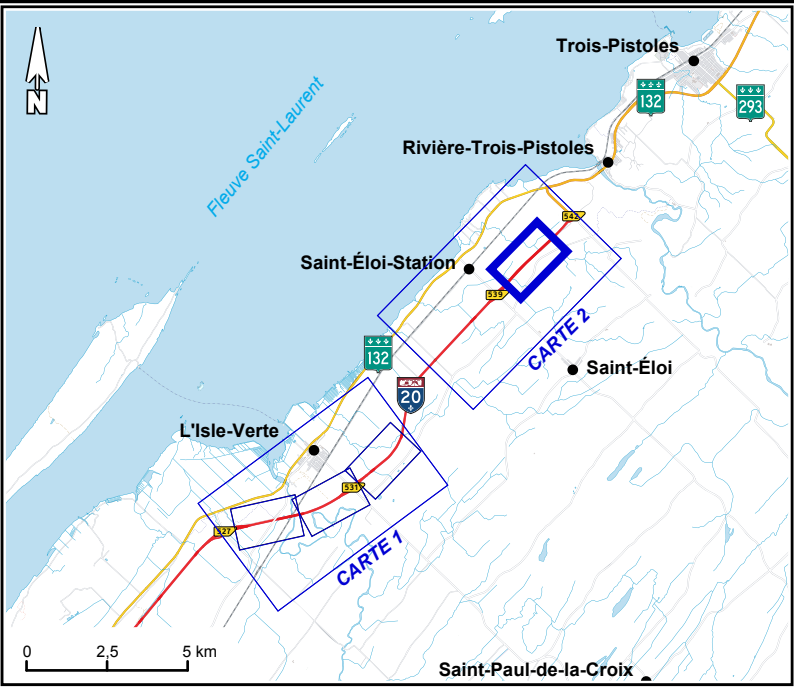 Trois-Pistoles
N
132
293
Fleuve Saint-Laurent
Rivière-Trois-Pistoles
542
Saint-Éloi-Station
539
CARTE 2
132
Saint-Éloi
20
L'Isle-Verte
531
527
CARTE 1
0 2,5 5 km
Saint-Paul-de-la-Croix